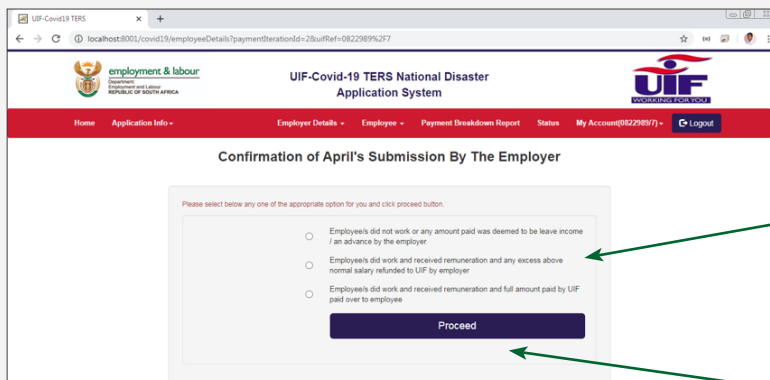 UIF-Covid19 TERS
localhost:8001/covid19/employeeDetails?paymentIterationId=2&uifRef=0822989%2F7
employment & labour
Department:
Employment and Labour
REPUBLIC OF SOUTH AFRICA
UIF-Covid-19 TERS National Disaster
Application System
UIF
WORKING FOR YOU
Home Application Info Employer Details Employee Payment Breakdown Report Status My Account(0822989/7) Logout
Confirmation of April's Submission By The Employer
Please select below any one of the appropriate option for you and click proceed button.
Employee/s did not work or any amount paid was deemed to be leave income
/ an advance by the employer
Employee/s did work and received remuneration and any excess above
normal salary refunded to UIF by employer
Employee/s did work and received remuneration and full amount paid by UIF
paid over to employee
Proceed